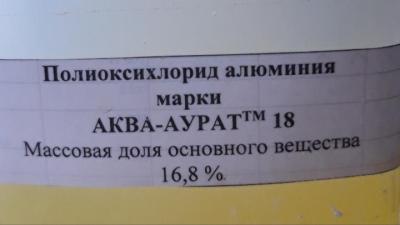 Полиоксихлорид алюминия
марки
АКВА-АУРАТ™ 18
Массовая доля основного вещества
16,8 %